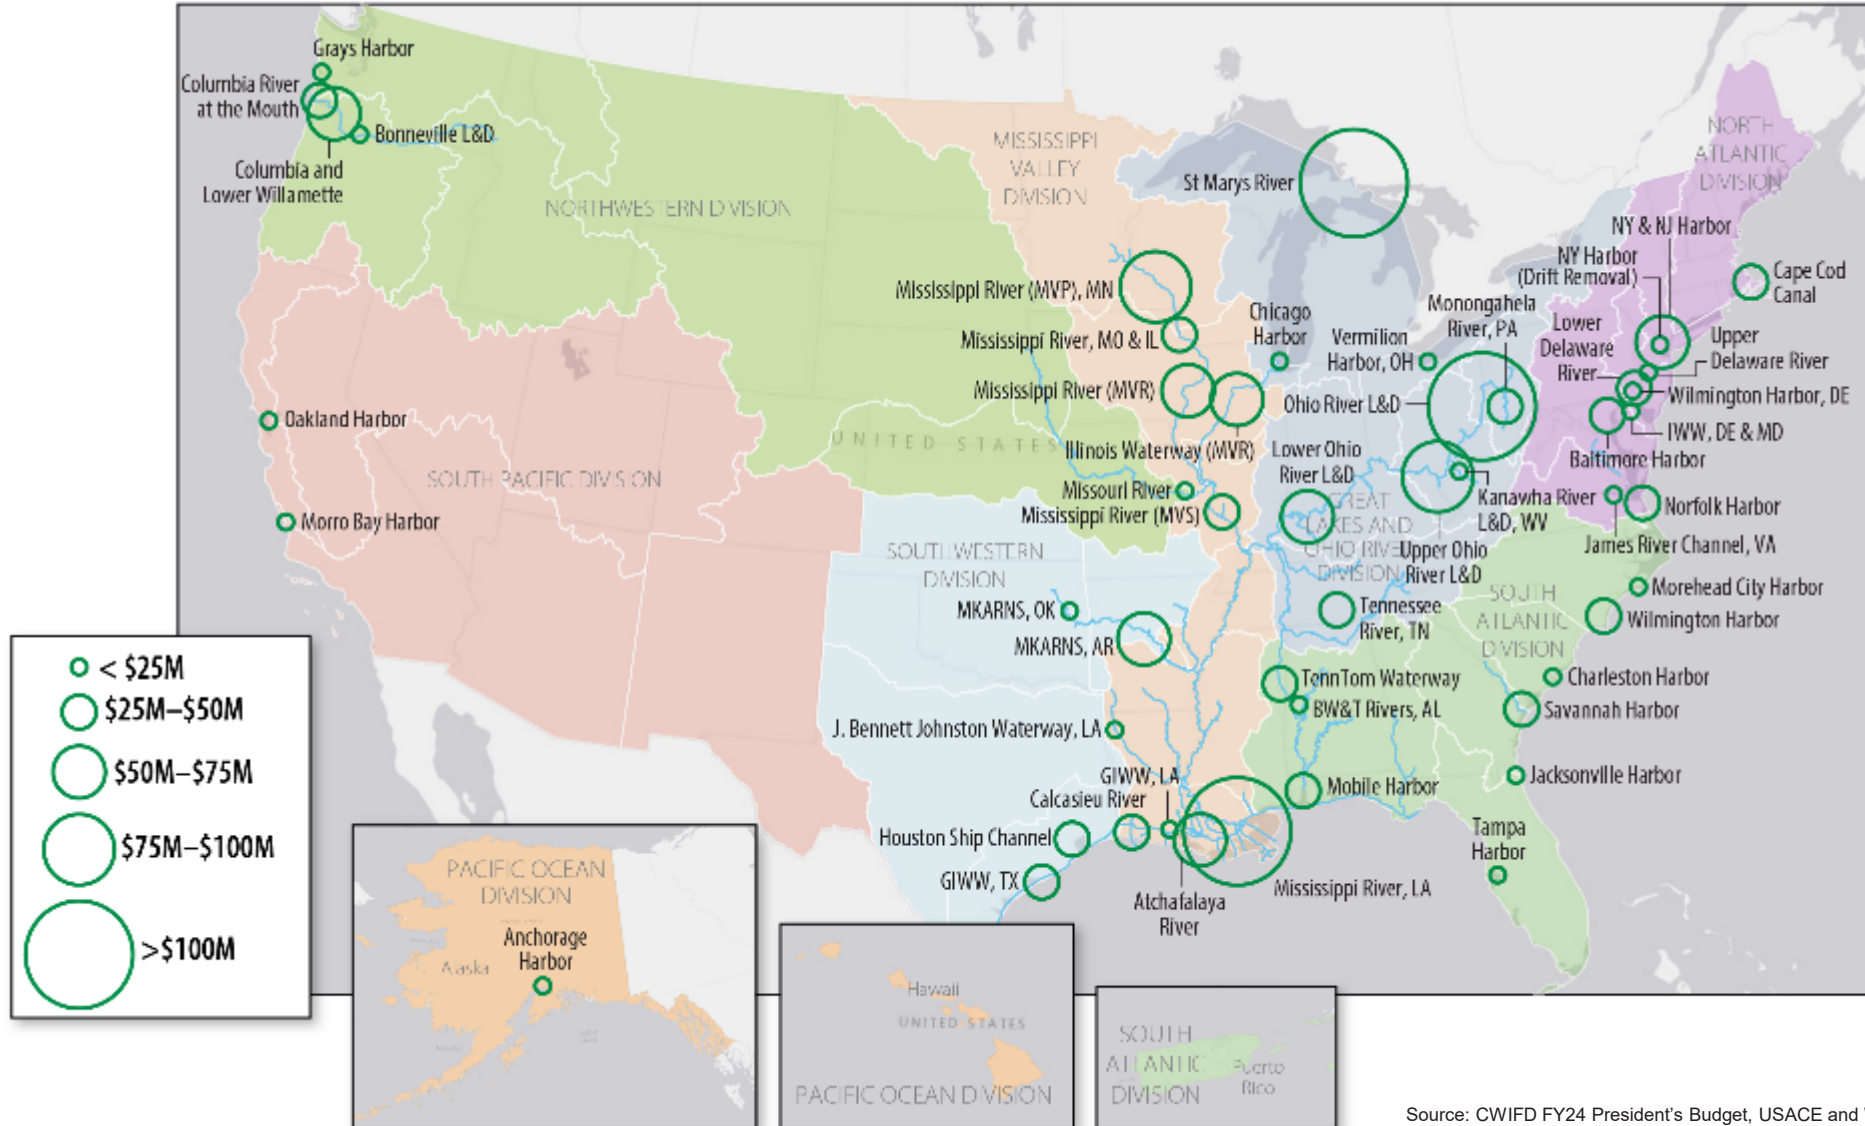 Grays Harbor
Columbia River
at the Mouth
Bonneville L&D
Columbia and
Lower Willamette
NORTHWESTERN DIVISION
MISSISSIPPI
VALLEY
DIVISION
St Marys River
NORTH
ATLANTIC
DIVISION
NY & NJ Harbor
NY Harbor
(Drift Removal)
Cape Cod
Canal
Mississippi River (MVP), MN
Chicago
Harbor
Monongahela
River, PA
Vermilion
Harbor, OH
Lower
Delaware
River
Upper
Delaware River
Mississippi River, MO & IL
Mississippi River (MVR)
Ohio River L&D
Wilmington Harbor, DE
Oakland Harbor
UNITED STATES
Illinois Waterway (MVR)
IWW, DE & MD
Baltimore Harbor
Lower Ohio
River L&D
SOUTH PACIFIC DIVISION
Missouri River
Mississippi River (MVS)
Kanawha River
L&D, WV
Norfolk Harbor
Morro Bay Harbor
GREAT
LAKES AND
OHIO RIVER
DIVISION
Upper Ohio
River L&D
James River Channel, VA
SOUTHWESTERN
DIVISION
Morehead City Harbor
SOUTH
ATLANTIC
DIVISION
MKARNS, OK
Tennessee
River, TN
Wilmington Harbor
MKARNS, AR
TennTom Waterway
Charleston Harbor
BW&T Rivers, AL
Savannah Harbor
J. Bennett Johnston Waterway, LA
GIWW, LA
Jacksonville Harbor
Mobile Harbor
Calcasieu River
Houston Ship Channel
Tampa
Harbor
GIWW, TX
Atchafalaya
River
Mississippi River, LA
< $25M
$25M–$50M
$50M–$75M
$75M–$100M
>$100M
PACIFIC OCEAN
DIVISION
Anchorage
Harbor
Alaska
Hawaii
UNITED STATES
PACIFIC OCEAN DIVISION
SOUTH
ATLANTIC
DIVISION
Puerto
Rico
Source: CWIFD FY24 President's Budget, USACE and